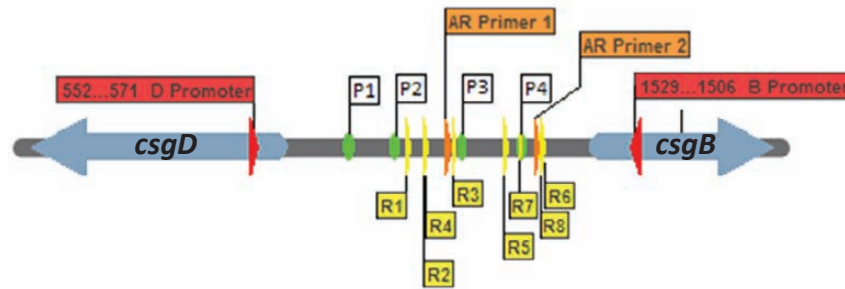 AR Primer 1
AR Primer 2
552...571 D Promoter
P1
P2
P3
P4
1529...1506 B Promoter
csgD
csgB
R1
R4
R3
R7
R6
R2
R5
R8